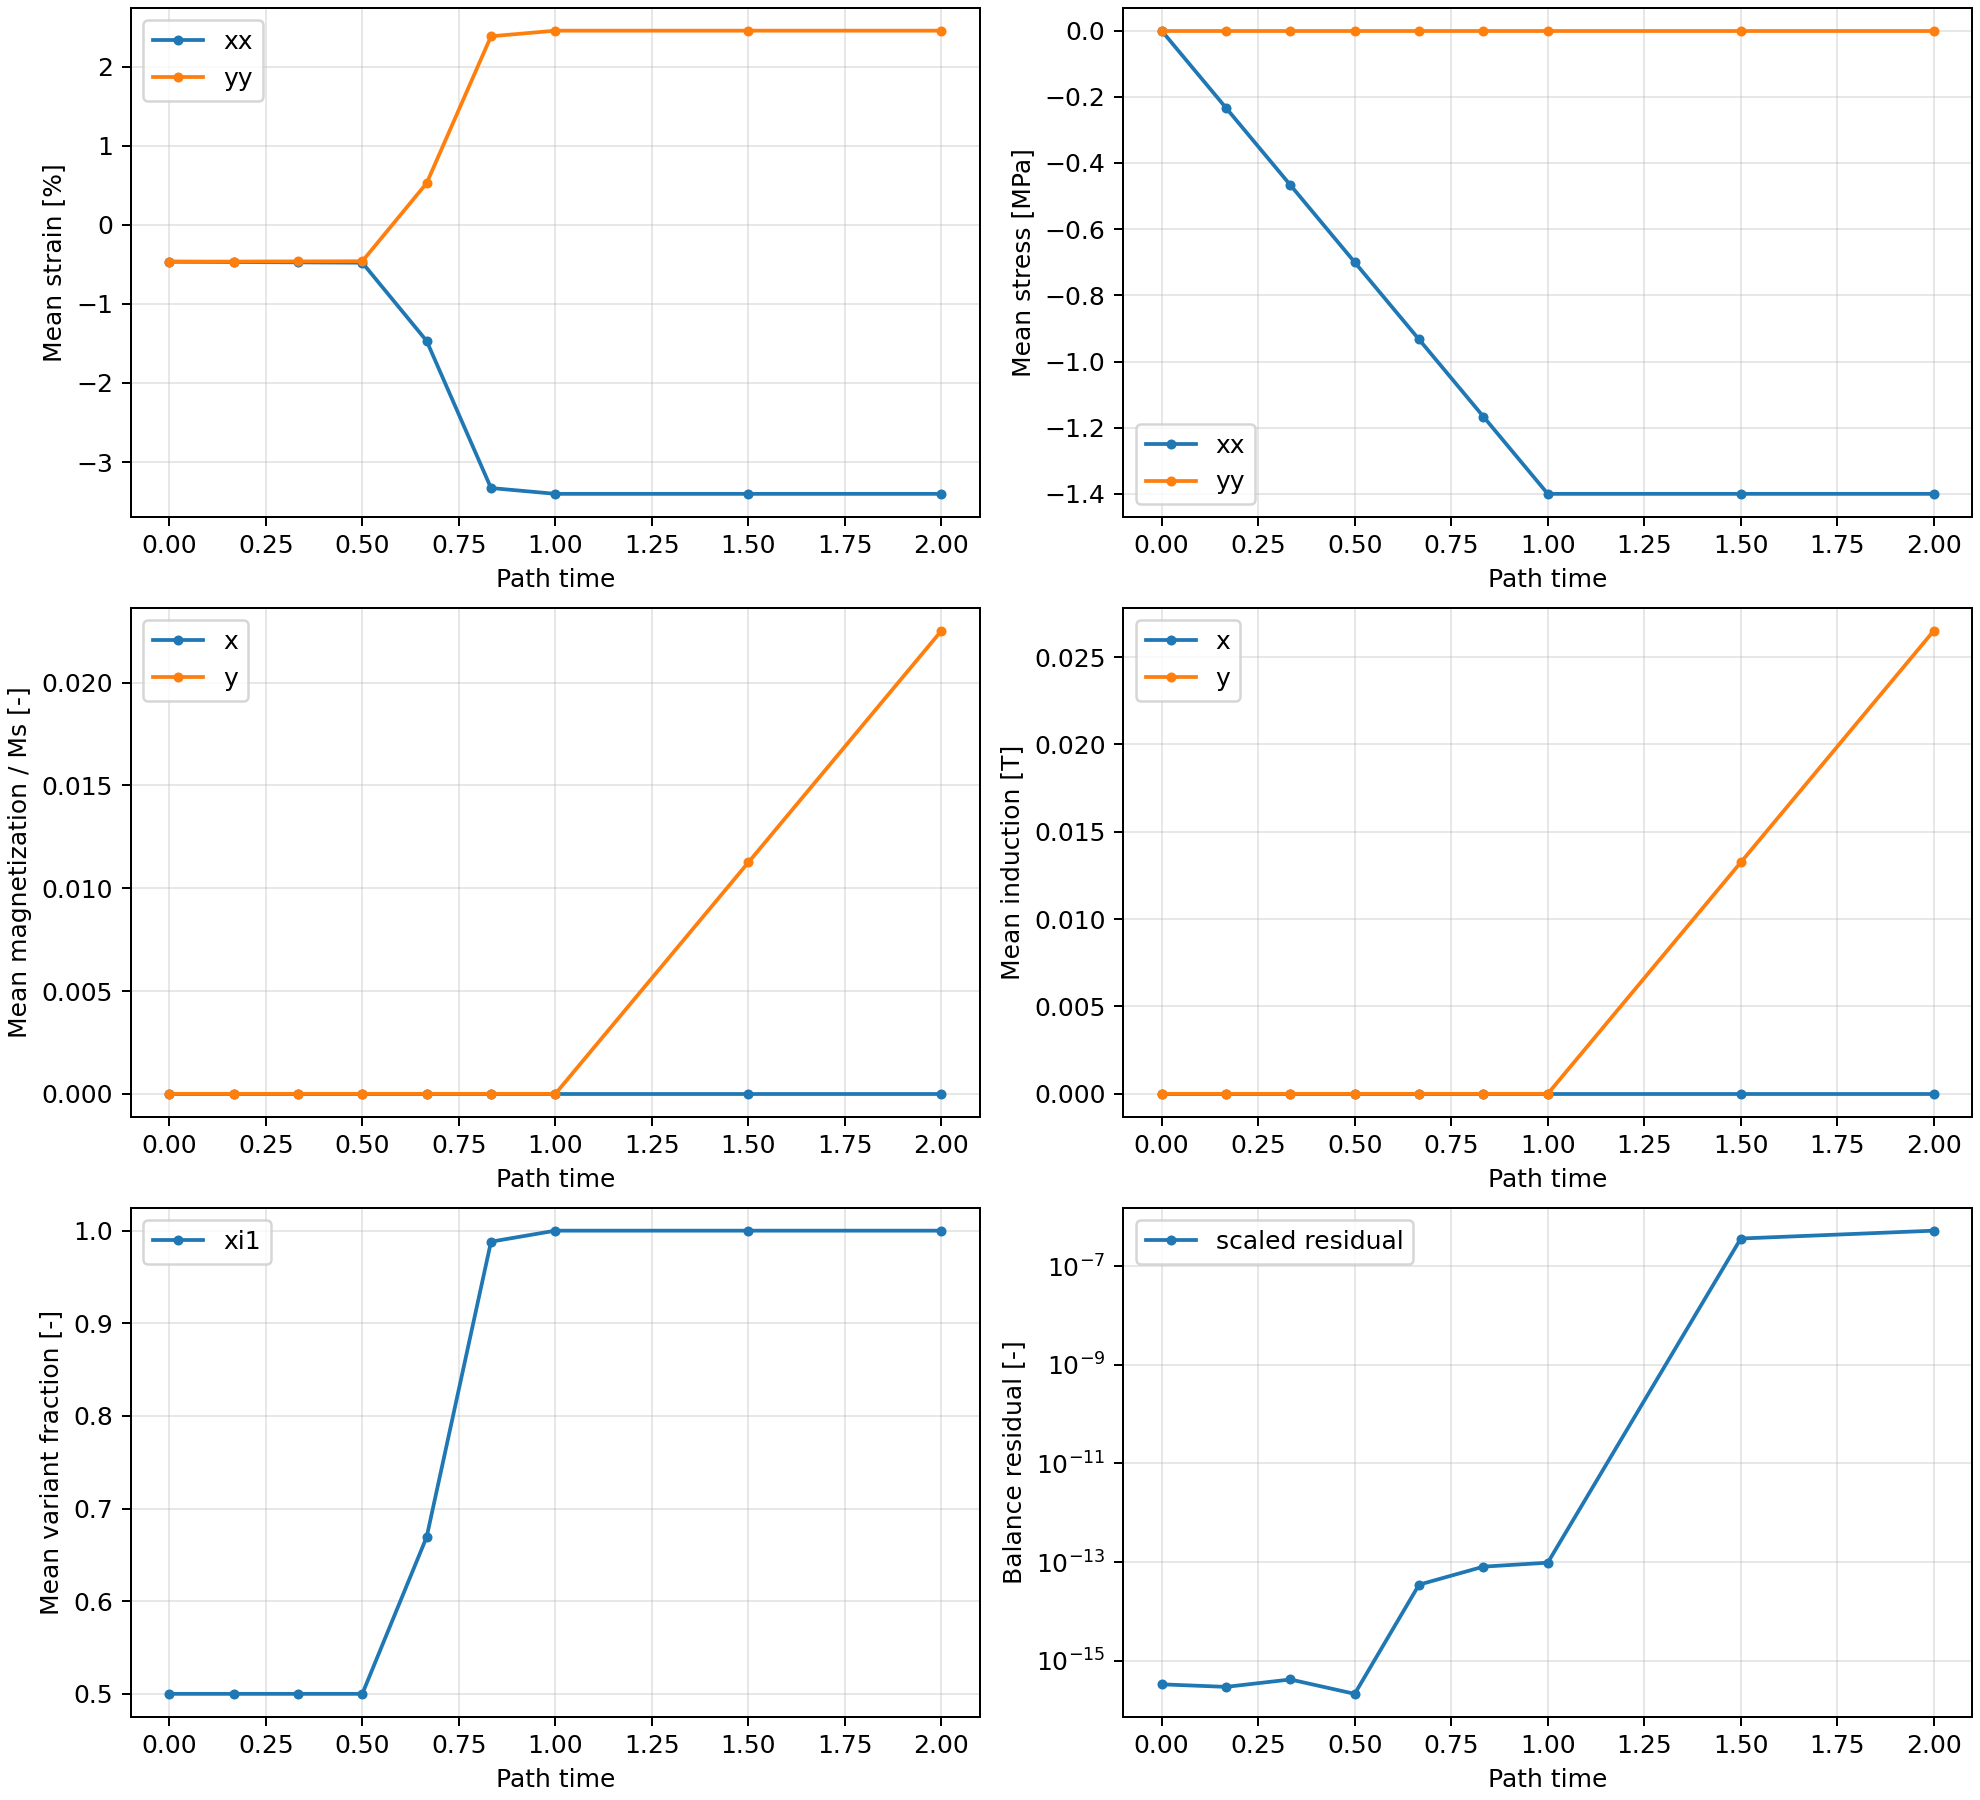 xx
yy
2
1
0
−1
−2
−3
Mean strain [%]
0.00 0.25 0.50 0.75 1.00 1.25 1.50 1.75 2.00
Path time
0.0
−0.2
−0.4
−0.6
−0.8
−1.0
−1.2
−1.4
Mean stress [MPa]
xx
yy
0.00 0.25 0.50 0.75 1.00 1.25 1.50 1.75 2.00
Path time
x
y
0.020
0.015
0.010
0.005
0.000
Mean magnetization / Ms [-]
0.00 0.25 0.50 0.75 1.00 1.25 1.50 1.75 2.00
Path time
x
y
0.025
0.020
0.015
0.010
0.005
0.000
Mean induction [T]
0.00 0.25 0.50 0.75 1.00 1.25 1.50 1.75 2.00
Path time
xi1
1.0
0.9
0.8
0.7
0.6
0.5
Mean variant fraction [-]
0.00 0.25 0.50 0.75 1.00 1.25 1.50 1.75 2.00
Path time
scaled residual
10⁻⁷
10⁻⁹
10⁻¹¹
10⁻¹³
10⁻¹⁵
Balance residual [-]
0.00 0.25 0.50 0.75 1.00 1.25 1.50 1.75 2.00
Path time